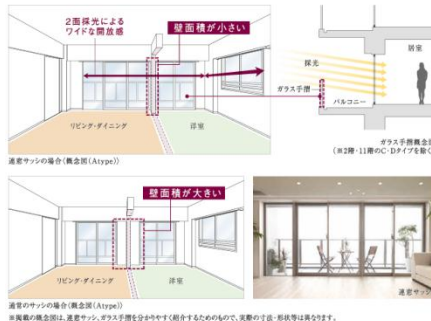 2面採光による
ワイドな開放感
壁面積が小さい
リビング・ダイニング
洋室
連窓サッシの場合(概念図(Atype))
居室
採光
ガラス手摺
バルコニー
ガラス手摺概念図
(※2階・11階のC・Dタイプを除く
壁面積が大きい
リビング・ダイニング
洋室
通常のサッシの場合(概念図(Atype))
連窓サッシ
※掲載の概念図は、連窓サッシ、ガラス手摺を分かりやすく紹介するためのもので、実際の寸法・形状等は異なります。